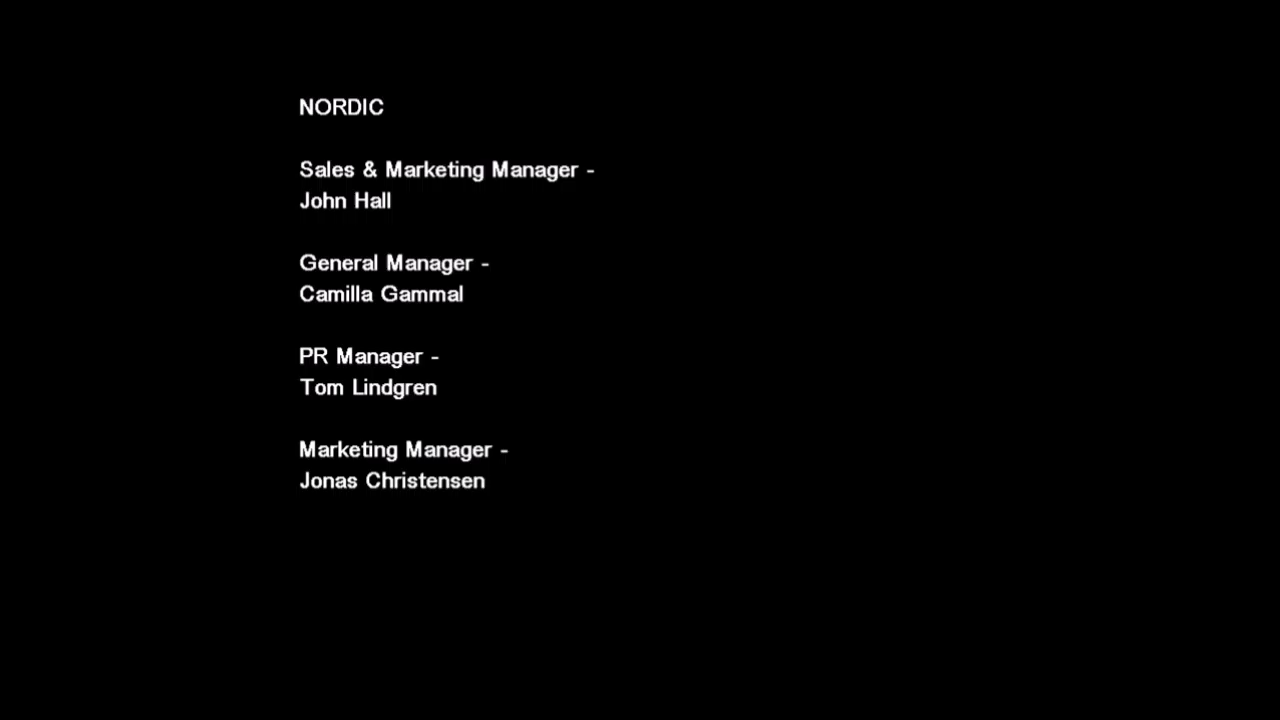 NORDIC
Sales & Marketing Manager -
John Hall
General Manager -
Camilla Gammal
PR Manager -
Tom Lindgren
Marketing Manager -
Jonas Christensen